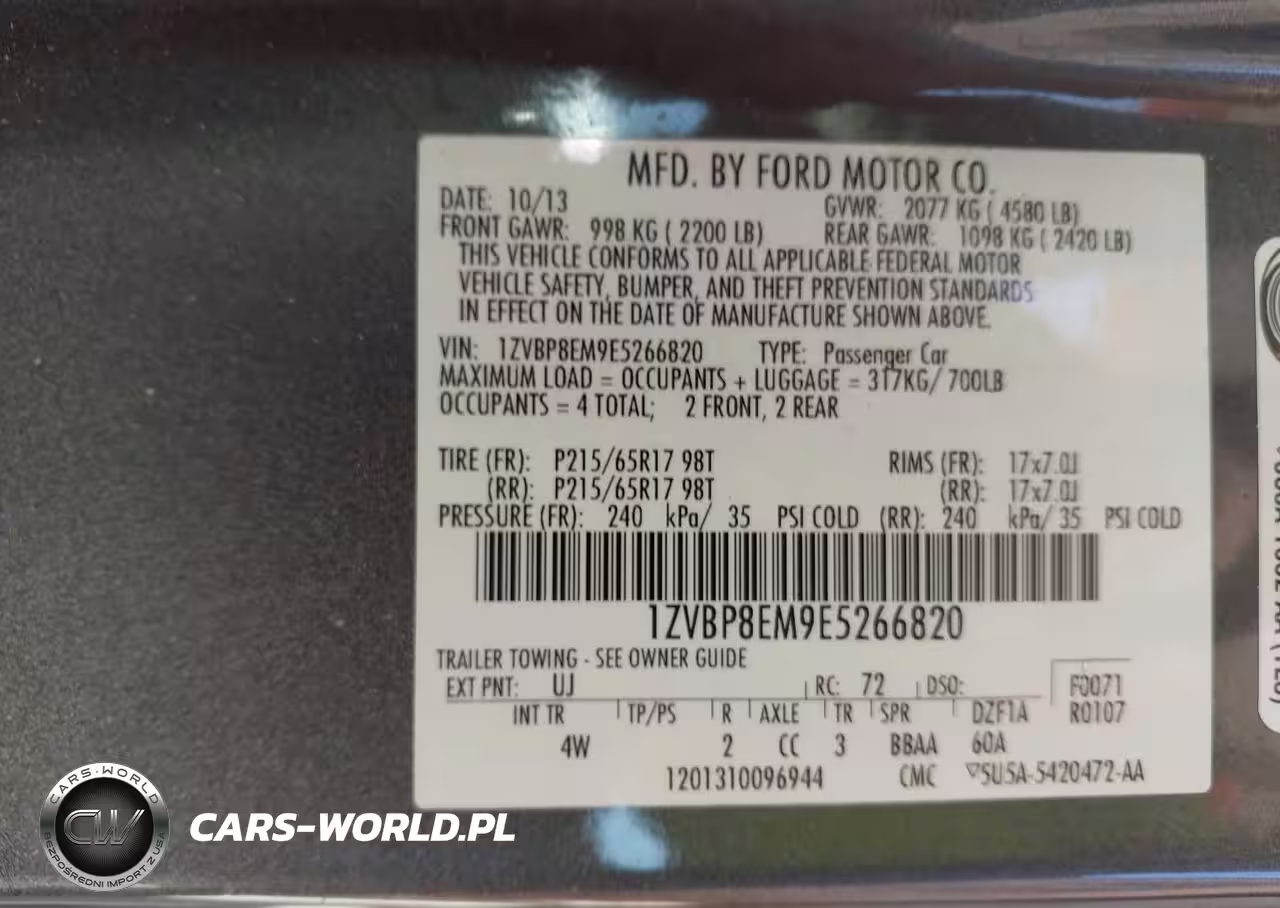 MFD. BY FORD MOTOR CO.
DATE: 10/13 GVWR: 2077 KG ( 4580 LB)
FRONT GAWR: 998 KG ( 2200 LB) REAR GAWR: 1098 KG ( 2420 LB)
THIS VEHICLE CONFORMS TO ALL APPLICABLE FEDERAL MOTOR
VEHICLE SAFETY, BUMPER, AND THEFT PREVENTION STANDARDS
IN EFFECT ON THE DATE OF MANUFACTURE SHOWN ABOVE.
VIN: 1ZVBP8EM9E5266820 TYPE: Passenger Car
MAXIMUM LOAD = OCCUPANTS + LUGGAGE = 317KG/ 700LB
OCCUPANTS = 4 TOTAL; 2 FRONT, 2 REAR
TIRE (FR): P215/65R17 98T RIMS (FR): 17x7.0J
(RR): P215/65R17 98T (RR): 17x7.0J
PRESSURE (FR): 240 kPa/ 35 PSI COLD (RR): 240 kPa/ 35 PSI COLD
1ZVBP8EM9E5266820
TRAILER TOWING - SEE OWNER GUIDE
EXT PNT: UJ RC: 72 DSO: F0071
INT TR TP/PS R AXLE TR SPR DZF1A R0107
4W 2 CC 3 BBAA 60A
1201310096944 CMC ▽5U5A-5420472-AA
CARS-WORLD
CW
BEZPOŚREDNI IMPORT Z USA
CARS-WORLD.PL